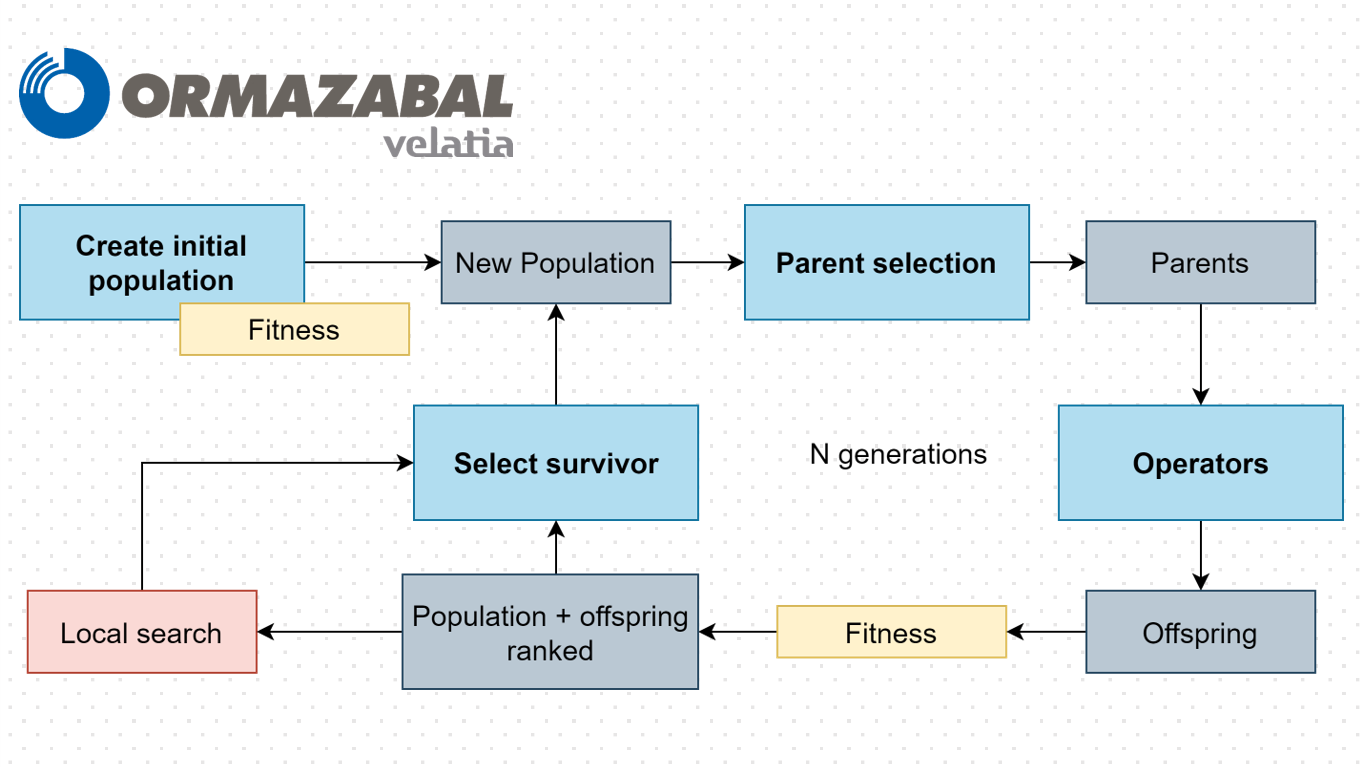 ORMAZABAL
velatia
Create initial
population
Fitness
New Population
Parent selection
Parents
Select survivor
N generations
Operators
Local search
Population + offspring
ranked
Fitness
Offspring